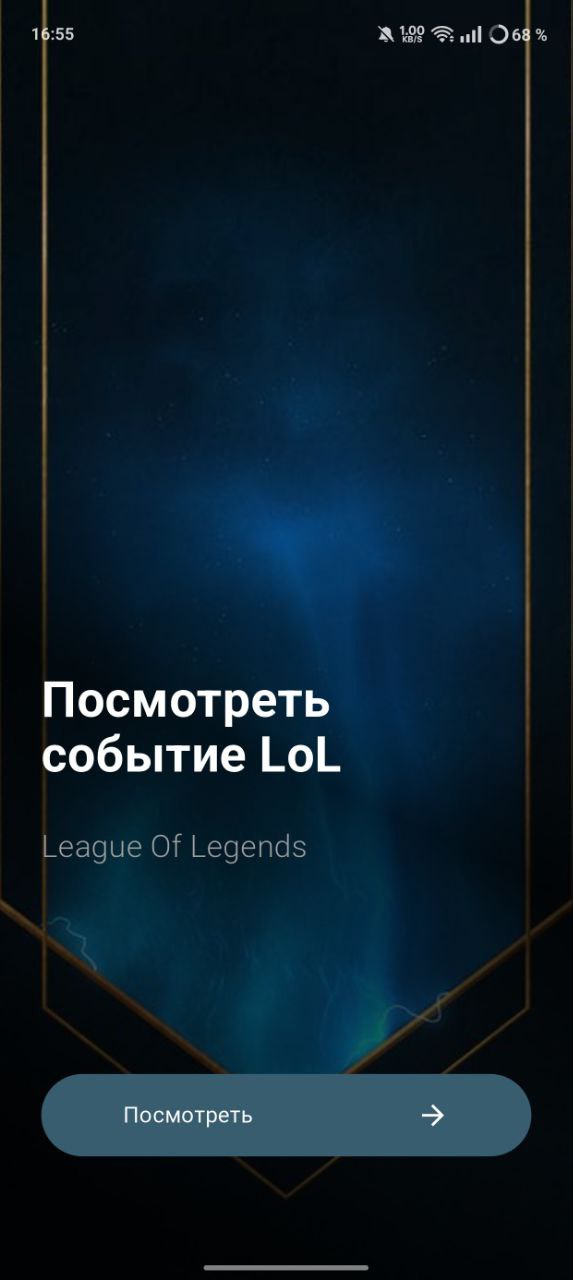 16:55
1.00
KB/S
68 %
Посмотреть
событие LoL
League Of Legends
Посмотреть